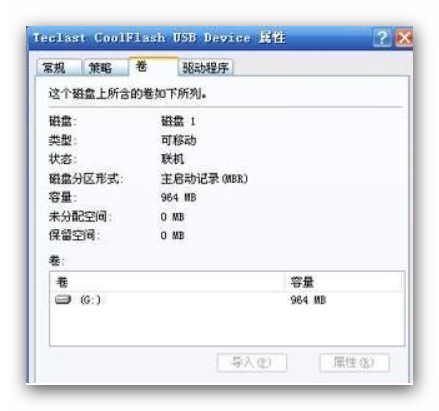 Teclast CoolFlash USB Device 属性
常规 策略 卷 驱动程序
这个磁盘上所含的卷如下所列。
磁盘: 磁盘 1
类型: 可移动
状态: 联机
磁盘分区形式: 主启动记录(MBR)
容量: 964 MB
未分配空间: 0 MB
保留空间: 0 MB
卷:
卷 容量
(G:) 964 MB
导入(P) 属性(R)